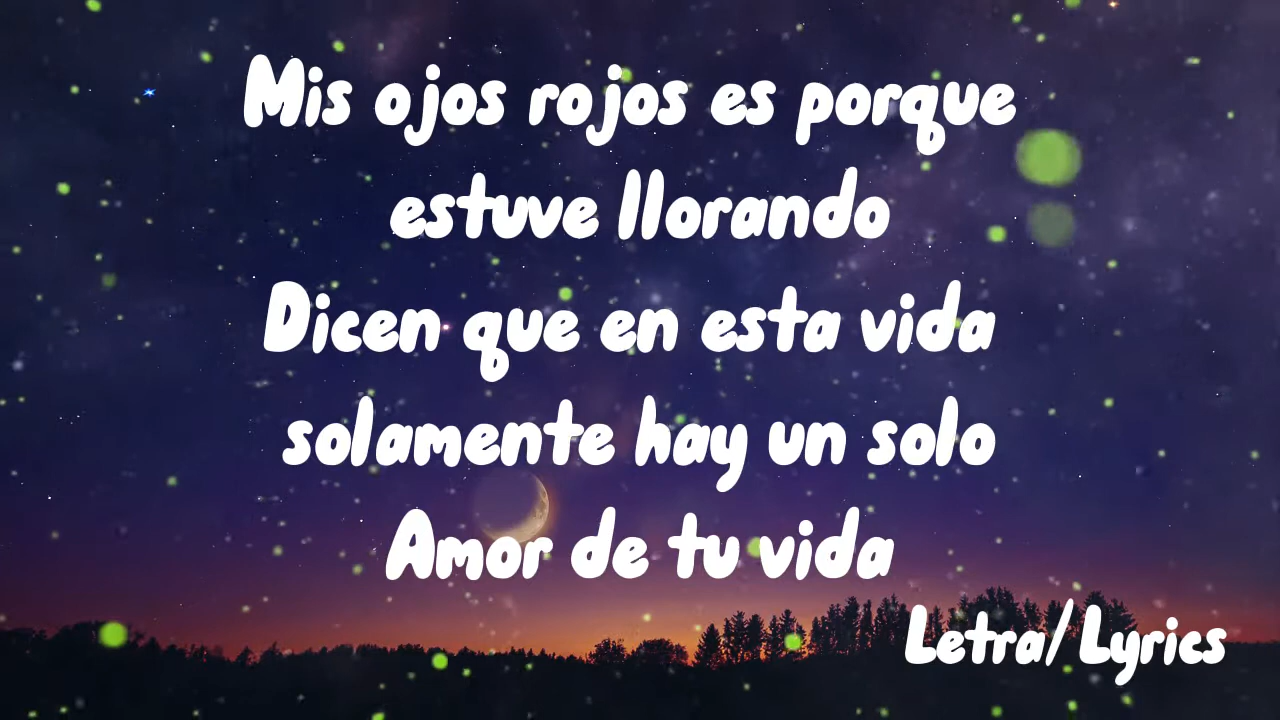 Mis ojos rojos es porque
estuve llorando
Dicen que en esta vida
solamente hay un solo
Amor de tu vida
Letra/Lyrics